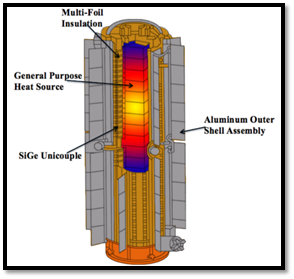 Multi-Foil
Insulation
General Purpose
Heat Source
Aluminum Outer
Shell Assembly
SiGe Unicouple